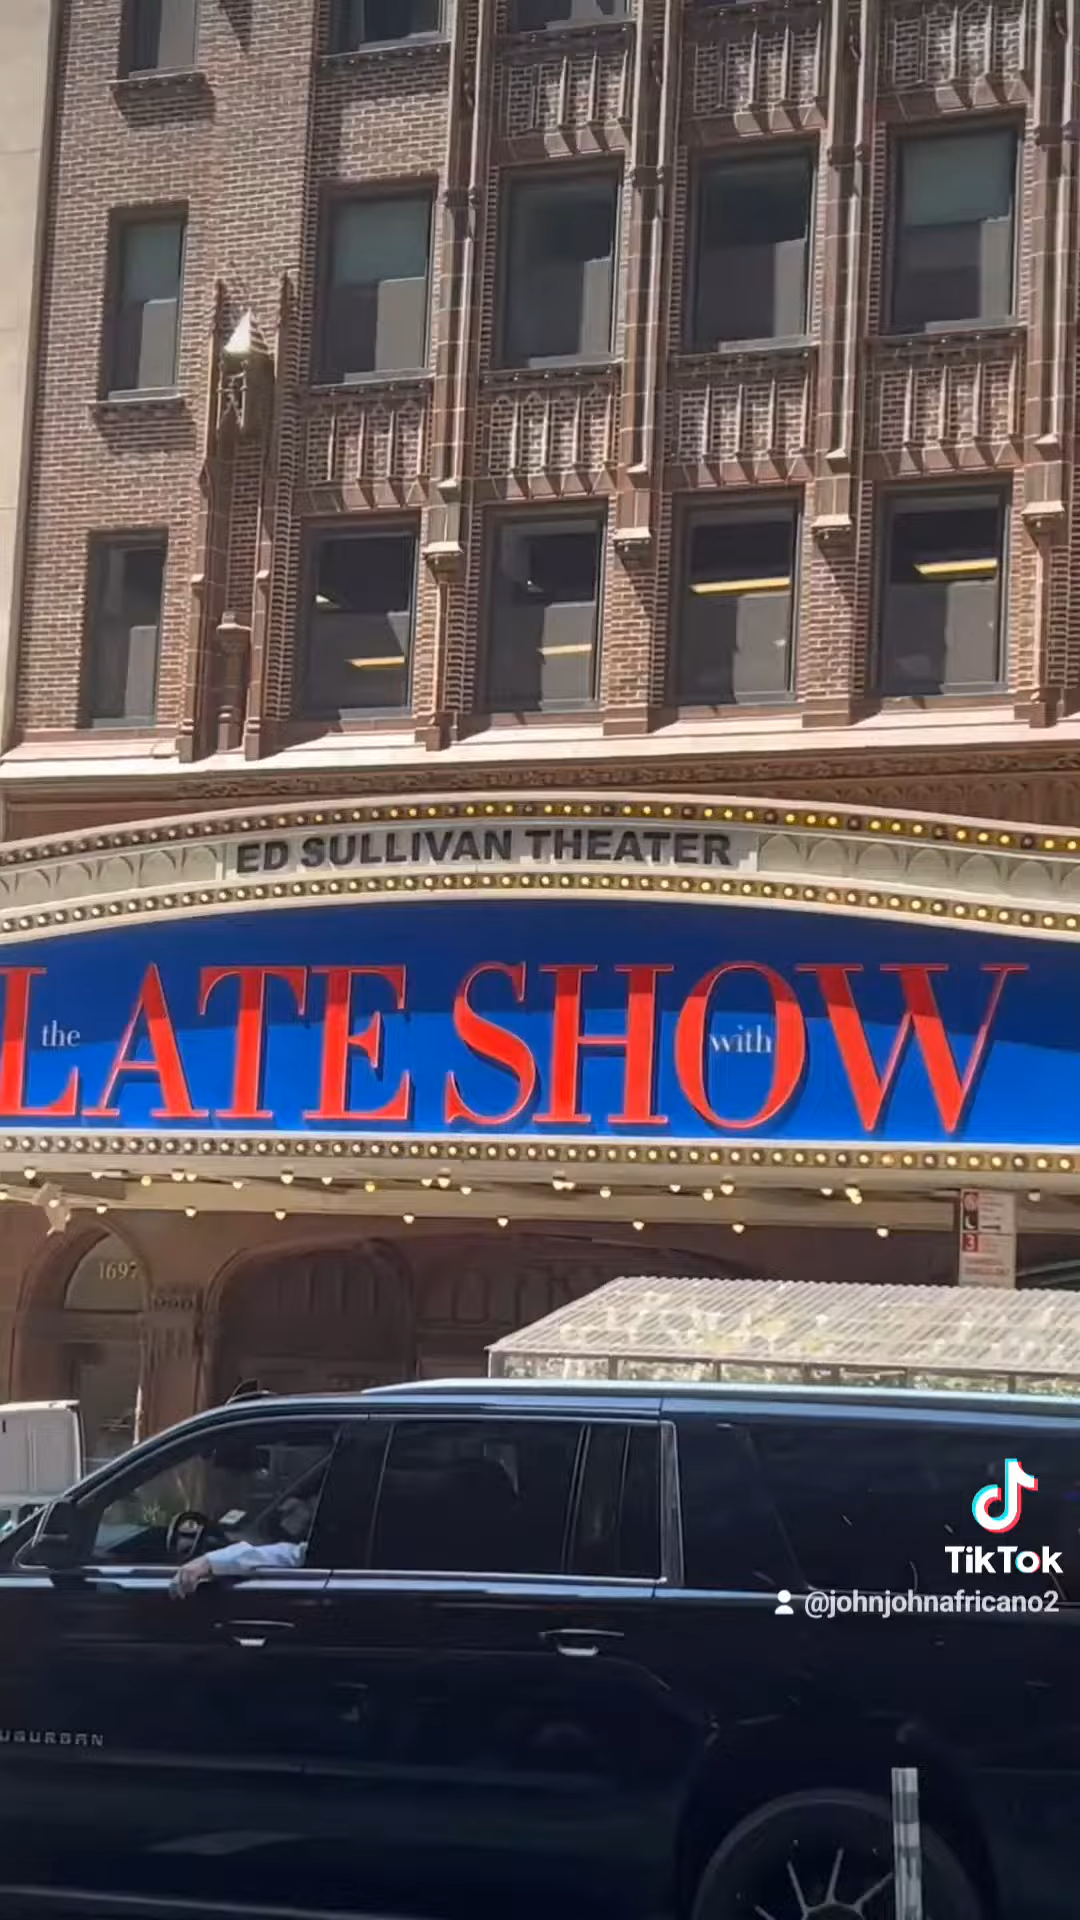 ED SULLIVAN THEATER
the LATE SHOW with
1697
TikTok
@johnjohnafricano2
UBURBAN